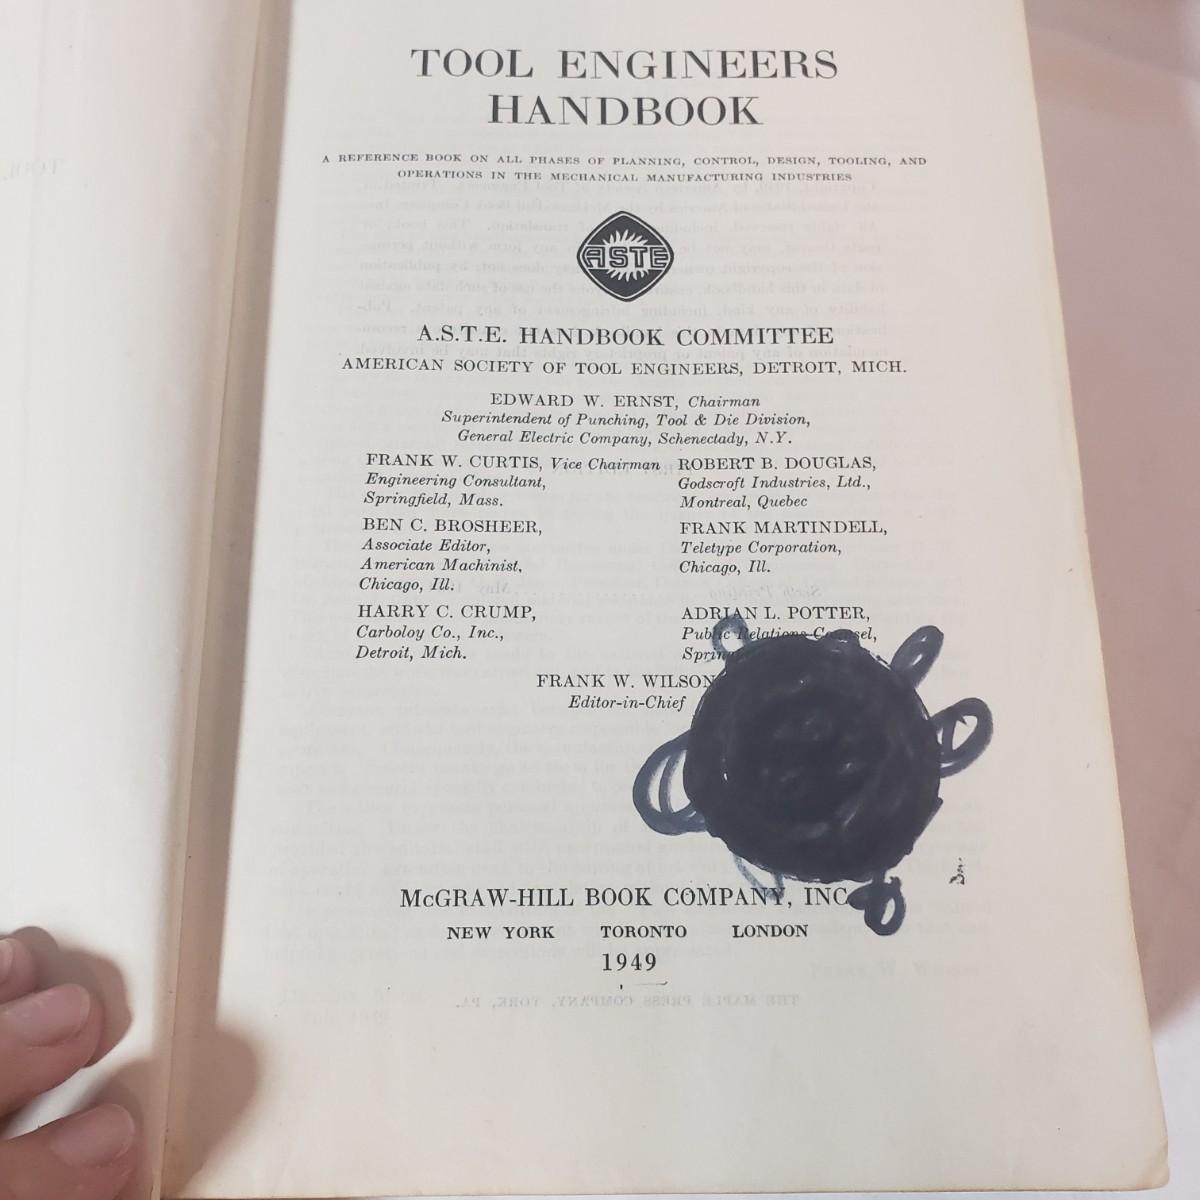 TOOL ENGINEERS
HANDBOOK
A REFERENCE BOOK ON ALL PHASES OF PLANNING, CONTROL, DESIGN, TOOLING, AND
OPERATIONS IN THE MECHANICAL MANUFACTURING INDUSTRIES
ASTE
A.S.T.E. HANDBOOK COMMITTEE
AMERICAN SOCIETY OF TOOL ENGINEERS, DETROIT, MICH.
EDWARD W. ERNST, Chairman
Superintendent of Punching, Tool & Die Division,
General Electric Company, Schenectady, N.Y.
FRANK W. CURTIS, Vice Chairman
Engineering Consultant,
Springfield, Mass.
BEN C. BROSHEER,
Associate Editor,
American Machinist,
Chicago, Ill.
HARRY C. CRUMP,
Carboloy Co., Inc.,
Detroit, Mich.
ROBERT B. DOUGLAS,
Godscroft Industries, Ltd.,
Montreal, Quebec
FRANK MARTINDELL,
Teletype Corporation,
Chicago, Ill.
ADRIAN L. POTTER,
Public Relations Counsel,
FRANK W. WILSON
Editor-in-Chief
McGRAW-HILL BOOK COMPANY, INC
NEW YORK TORONTO LONDON
1949